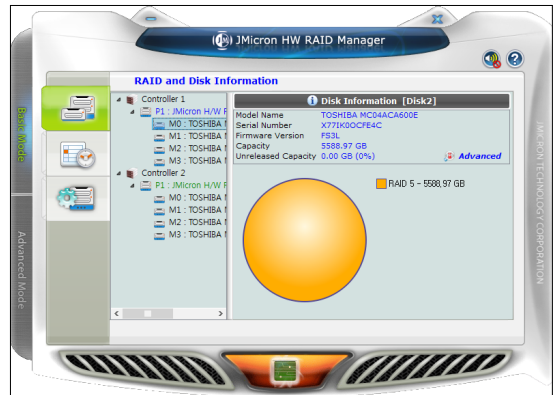 JMicron HW RAID Manager
RAID and Disk Information
Basic Mode
Advanced Mode
Controller 1
P1 : JMicron H/W R
M0 : TOSHIBA M
M1 : TOSHIBA M
M2 : TOSHIBA M
M3 : TOSHIBA M
Controller 2
P1 : JMicron H/W R
M0 : TOSHIBA M
M1 : TOSHIBA M
M2 : TOSHIBA M
M3 : TOSHIBA M
Disk Information [Disk2]
Model Name TOSHIBA MC04ACA600E
Serial Number X77IK0OCFE4C
Firmware Version FS3L
Capacity 5588.97 GB
Unreleased Capacity 0.00 GB (0%) Advanced
RAID 5 - 5588,97 GB
JMICRON TECHNOLOGY CORPORATION